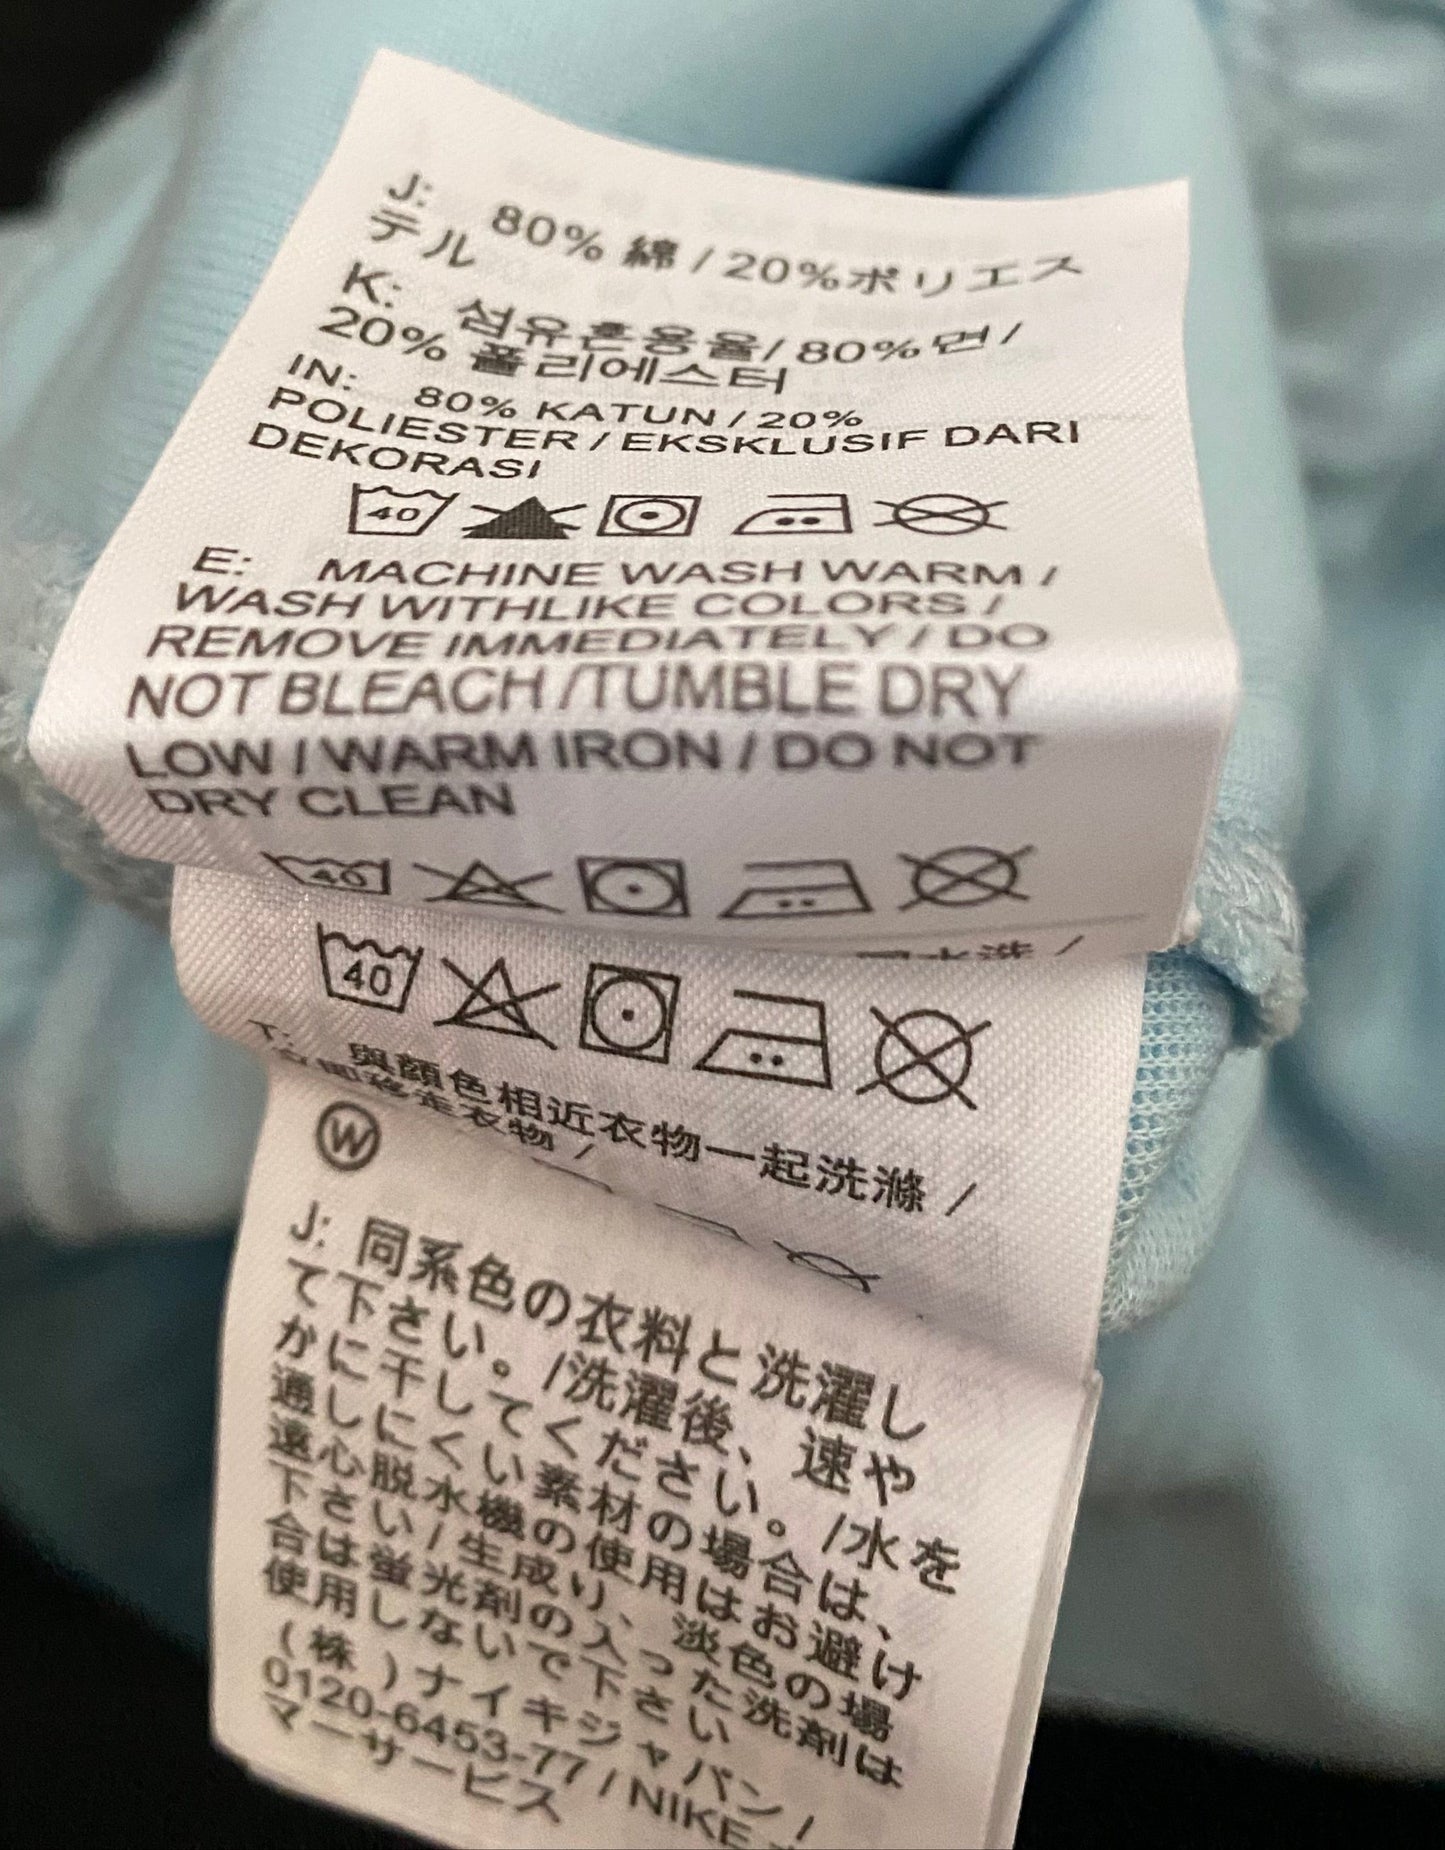 J: 80% 綿 / 20%ポリエス
テル
K: 섬유혼용율/ 80%면/
20% 폴리에스터
IN: 80% KATUN / 20%
POLIESTER / EKSKLUSIF DARI
DEKORASI
40
E: MACHINE WASH WARM /
WASH WITHLIKE COLORS /
REMOVE IMMEDIATELY / DO
NOT BLEACH /TUMBLE DRY
LOW / WARM IRON / DO NOT
DRY CLEAN
40
水洗 /
40
T: 與顏色相近衣物一起洗滌 /
立即移走衣物 /
W
J: 同系色の衣料と洗濯し
て下さい。/洗濯後、速や
かに干してください。/水を
通しにくい素材の場合は、
遠心脱水機の使用はお避け
下さい / 生成り、淡色の場
合は蛍光剤の入った洗剤は
使用しないで下さい
(株)ナイキジャパン /
0120-6453-77 / NIKE
マーサービス